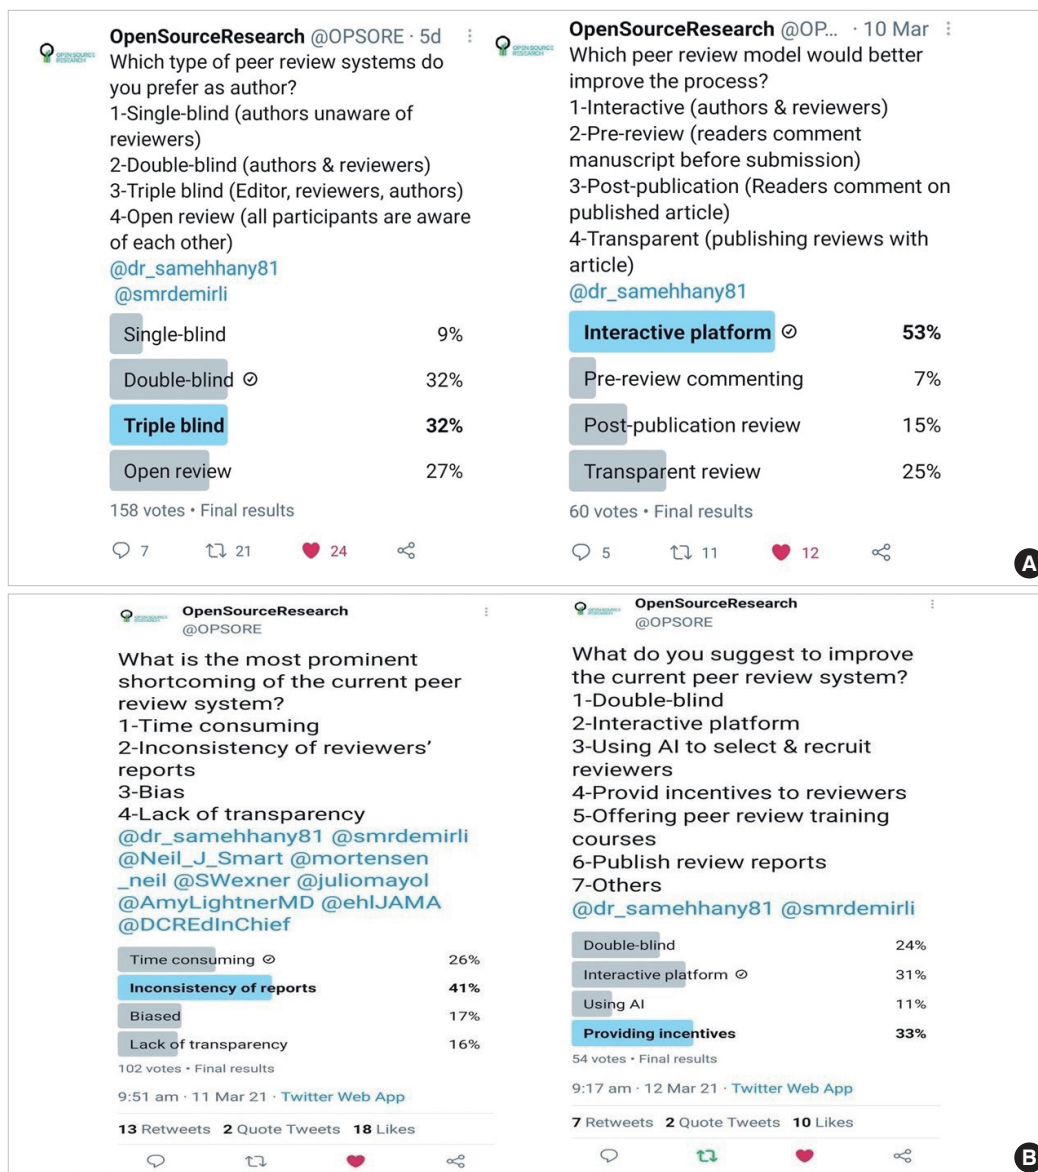 OpenSourceResearch @OPSORE · 5d
OPEN SOURCE
RESEARCH
Which type of peer review systems do
you prefer as author?
1-Single-blind (authors unaware of
reviewers)
2-Double-blind (authors & reviewers)
3-Triple blind (Editor, reviewers, authors)
4-Open review (all participants are aware
of each other)
@dr_samehhany81
@smrdemirli
Single-blind 9%
Double-blind 32%
Triple blind 32%
Open review 27%
158 votes • Final results
7 21 24
OpenSourceResearch @OP... · 10 Mar
OPEN SOURCE
RESEARCH
Which peer review model would better
improve the process?
1-Interactive (authors & reviewers)
2-Pre-review (readers comment
manuscript before submission)
3-Post-publication (Readers comment on
published article)
4-Transparent (publishing reviews with
article)
@dr_samehhany81
Interactive platform 53%
Pre-review commenting 7%
Post-publication review 15%
Transparent review 25%
60 votes • Final results
5 11 12
A
OpenSourceResearch
OPEN SOURCE
RESEARCH
@OPSORE
What is the most prominent
shortcoming of the current peer
review system?
1-Time consuming
2-Inconsistency of reviewers'
reports
3-Bias
4-Lack of transparency
@dr_samehhany81 @smrdemirli
@Neil_J_Smart @mortensen
_neil @SWexner @juliomayol
@AmyLightnerMD @ehlJAMA
@DCREdInChief
Time consuming 26%
Inconsistency of reports 41%
Biased 17%
Lack of transparency 16%
102 votes • Final results
9:51 am · 11 Mar 21 · Twitter Web App
13 Retweets 2 Quote Tweets 18 Likes
OpenSourceResearch
OPEN SOURCE
RESEARCH
@OPSORE
What do you suggest to improve
the current peer review system?
1-Double-blind
2-Interactive platform
3-Using AI to select & recruit
reviewers
4-Provid incentives to reviewers
5-Offering peer review training
courses
6-Publish review reports
7-Others
@dr_samehhany81 @smrdemirli
Double-blind 24%
Interactive platform 31%
Using AI 11%
Providing incentives 33%
54 votes • Final results
9:17 am · 12 Mar 21 · Twitter Web App
7 Retweets 2 Quote Tweets 10 Likes
B